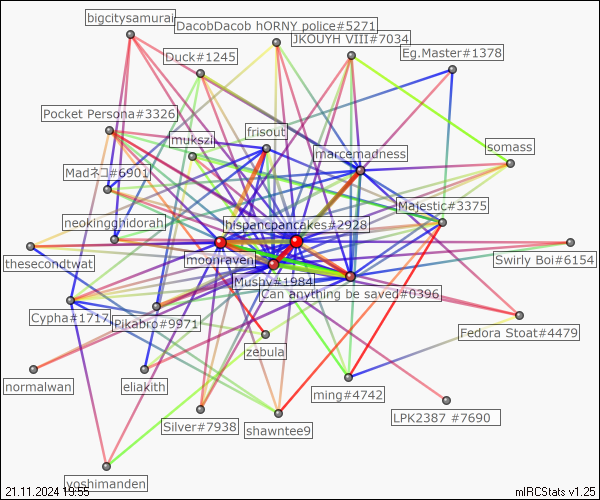 bigcitysamurai
DacobDacob hORNY police#5271
JKOUYH VIII#7034
Eg.Master#1378
Duck#1245
Pocket Persona#3326
frisout
mukszi
marcemadness
somass
Madネコ#6901
Majestic#3375
neokingghidorah
hispancpancakes#2928
thesecondtwat
moonraven
Swirly Boi#6154
Mushy#1984
Can anything be saved#0396
Cypha#1717
Pikabro#9971
Fedora Stoat#4479
zebula
normalwan
eliakith
ming#4742
LPK2387 #7690
Silver#7938
shawntee9
yoshimanden
21.11.2024 19:55
mIRCStats v1.25